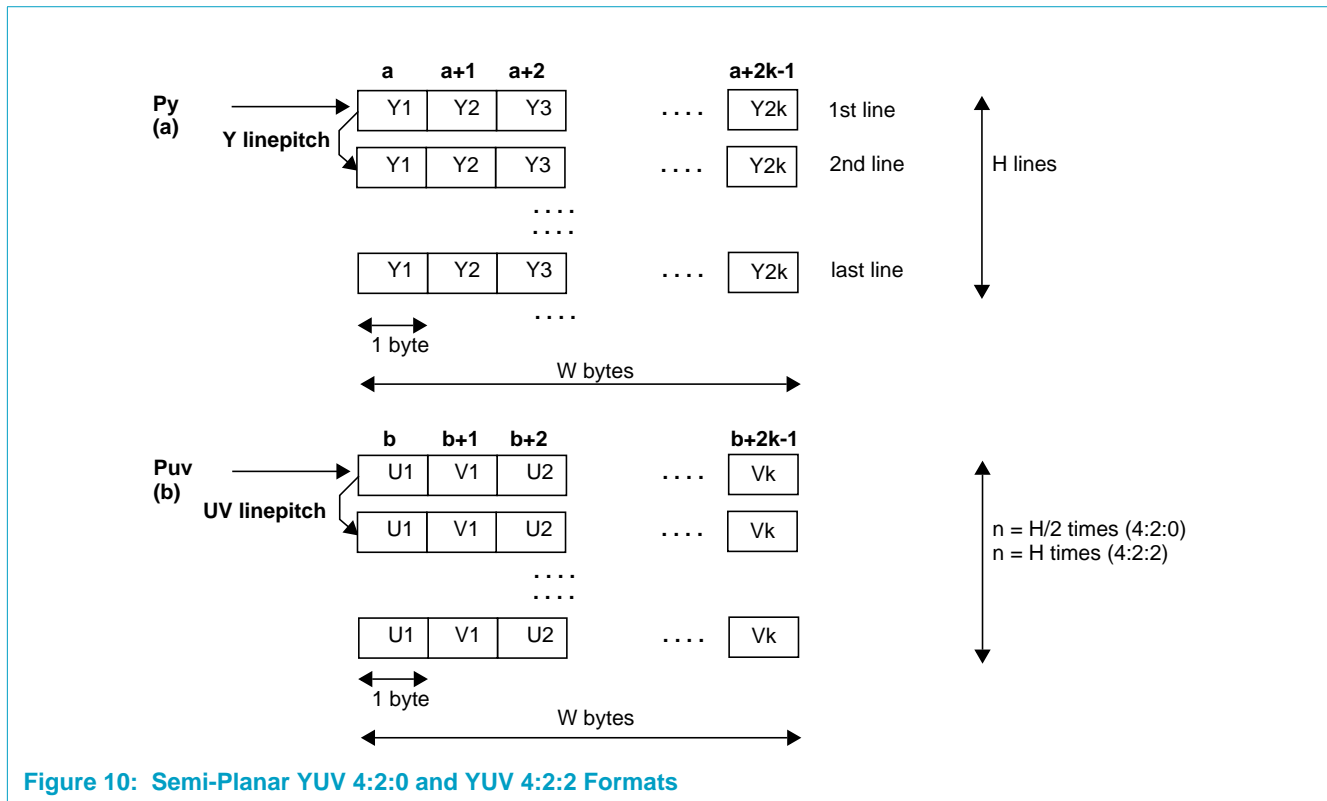 a a+1 a+2 a+2k-1
Py
(a)
Y1 Y2 Y3 .... Y2k 1st line
Y linepitch
Y1 Y2 Y3 .... Y2k 2nd line
H lines
....
....
Y1 Y2 Y3 .... Y2k last line
....
1 byte
W bytes
b b+1 b+2 b+2k-1
Puv
(b)
U1 V1 U2 .... Vk
UV linepitch
U1 V1 U2 .... Vk
n = H/2 times (4:2:0)
n = H times (4:2:2)
....
....
U1 V1 U2 .... Vk
1 byte
W bytes
Figure 10: Semi-Planar YUV 4:2:0 and YUV 4:2:2 Formats